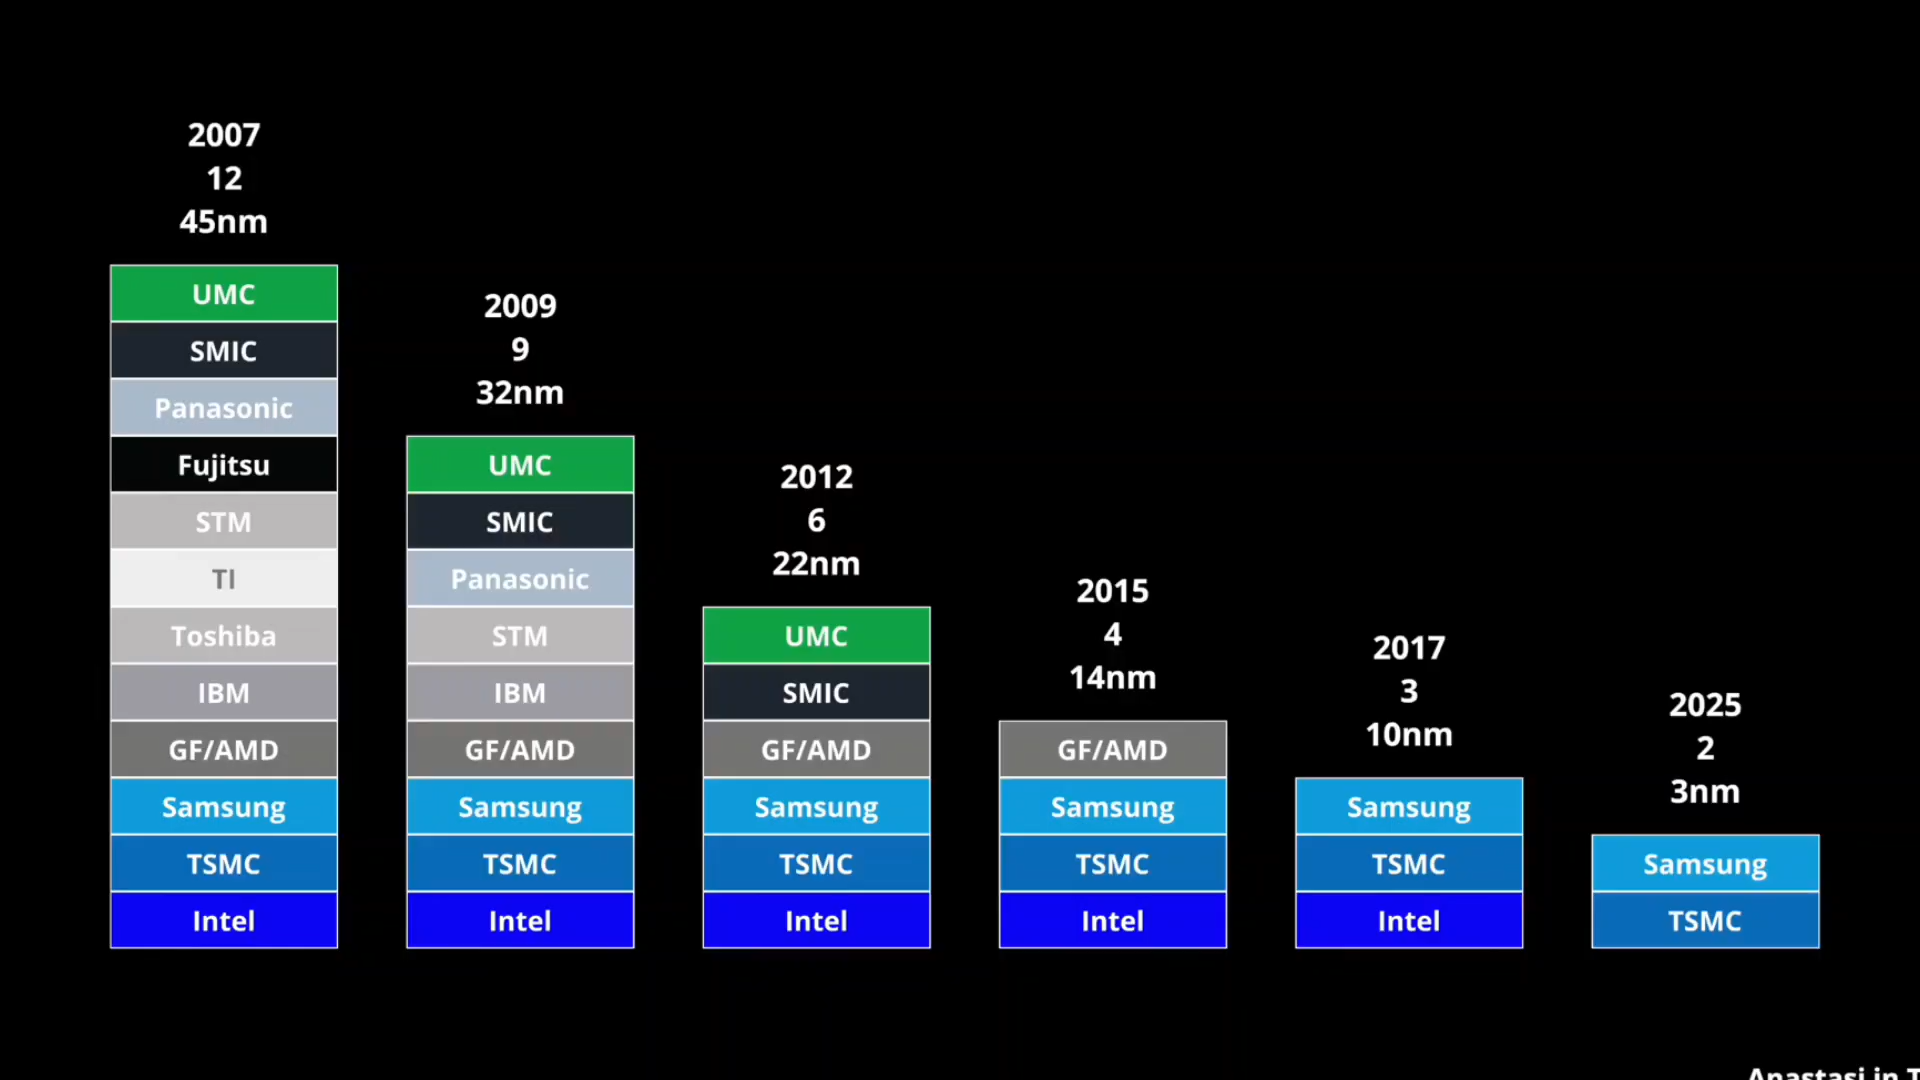 2007
12
45nm
UMC
SMIC
Panasonic
Fujitsu
STM
TI
Toshiba
IBM
GF/AMD
Samsung
TSMC
Intel
2009
9
32nm
UMC
SMIC
Panasonic
STM
IBM
GF/AMD
Samsung
TSMC
Intel
2012
6
22nm
UMC
SMIC
GF/AMD
Samsung
TSMC
Intel
2015
4
14nm
GF/AMD
Samsung
TSMC
Intel
2017
3
10nm
Samsung
TSMC
Intel
2025
2
3nm
Samsung
TSMC
Anastasi in